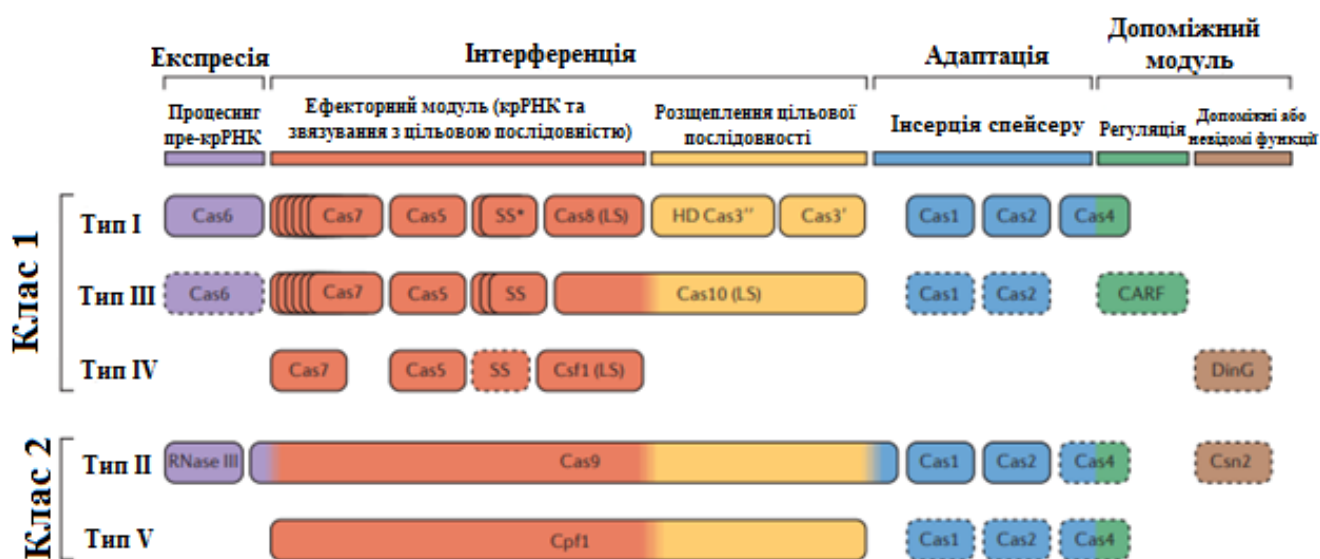 Експресія
Інтерференція
Адаптація
Допоміжний
модуль
Процесинг
пре-крРНК
Ефекторний модуль (крРНК та
звязування з цільовою послідовністю)
Розщеплення цільової
послідовності
Інсерція спейсеру
Регуляція
Допоміжні або
невідомі функції
Клас 1
Тип I
Cas6
Cas7
Cas5
SS*
Cas8 (LS)
HD Cas3′′
Cas3′
Cas1
Cas2
Cas4
Тип III
Cas6
Cas7
Cas5
SS
Cas10 (LS)
Cas1
Cas2
CARF
Тип IV
Cas7
Cas5
SS
Csf1 (LS)
DinG
Клас 2
Тип II
RNase III
Cas9
Cas1
Cas2
Cas4
Csn2
Тип V
Cpf1
Cas1
Cas2
Cas4